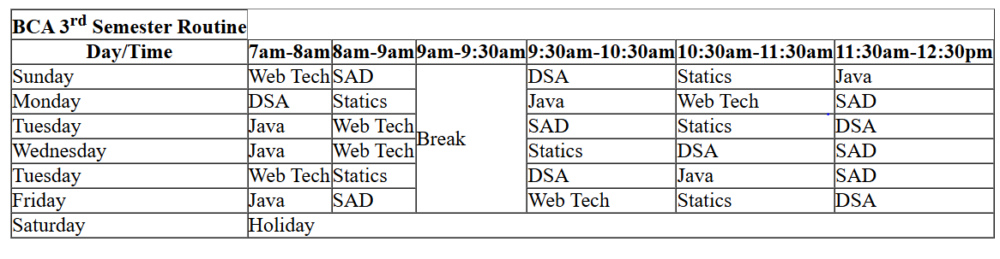 BCA 3rd Semester Routine
Day/Time 7am-8am 8am-9am 9am-9:30am 9:30am-10:30am 10:30am-11:30am 11:30am-12:30pm
Sunday Web Tech SAD Break DSA Statics Java
Monday DSA Statics Java Web Tech SAD
Tuesday Java Web Tech SAD Statics DSA
Wednesday Java Web Tech Statics DSA SAD
Tuesday Web Tech Statics DSA Java SAD
Friday Java SAD Web Tech Statics DSA
Saturday Holiday